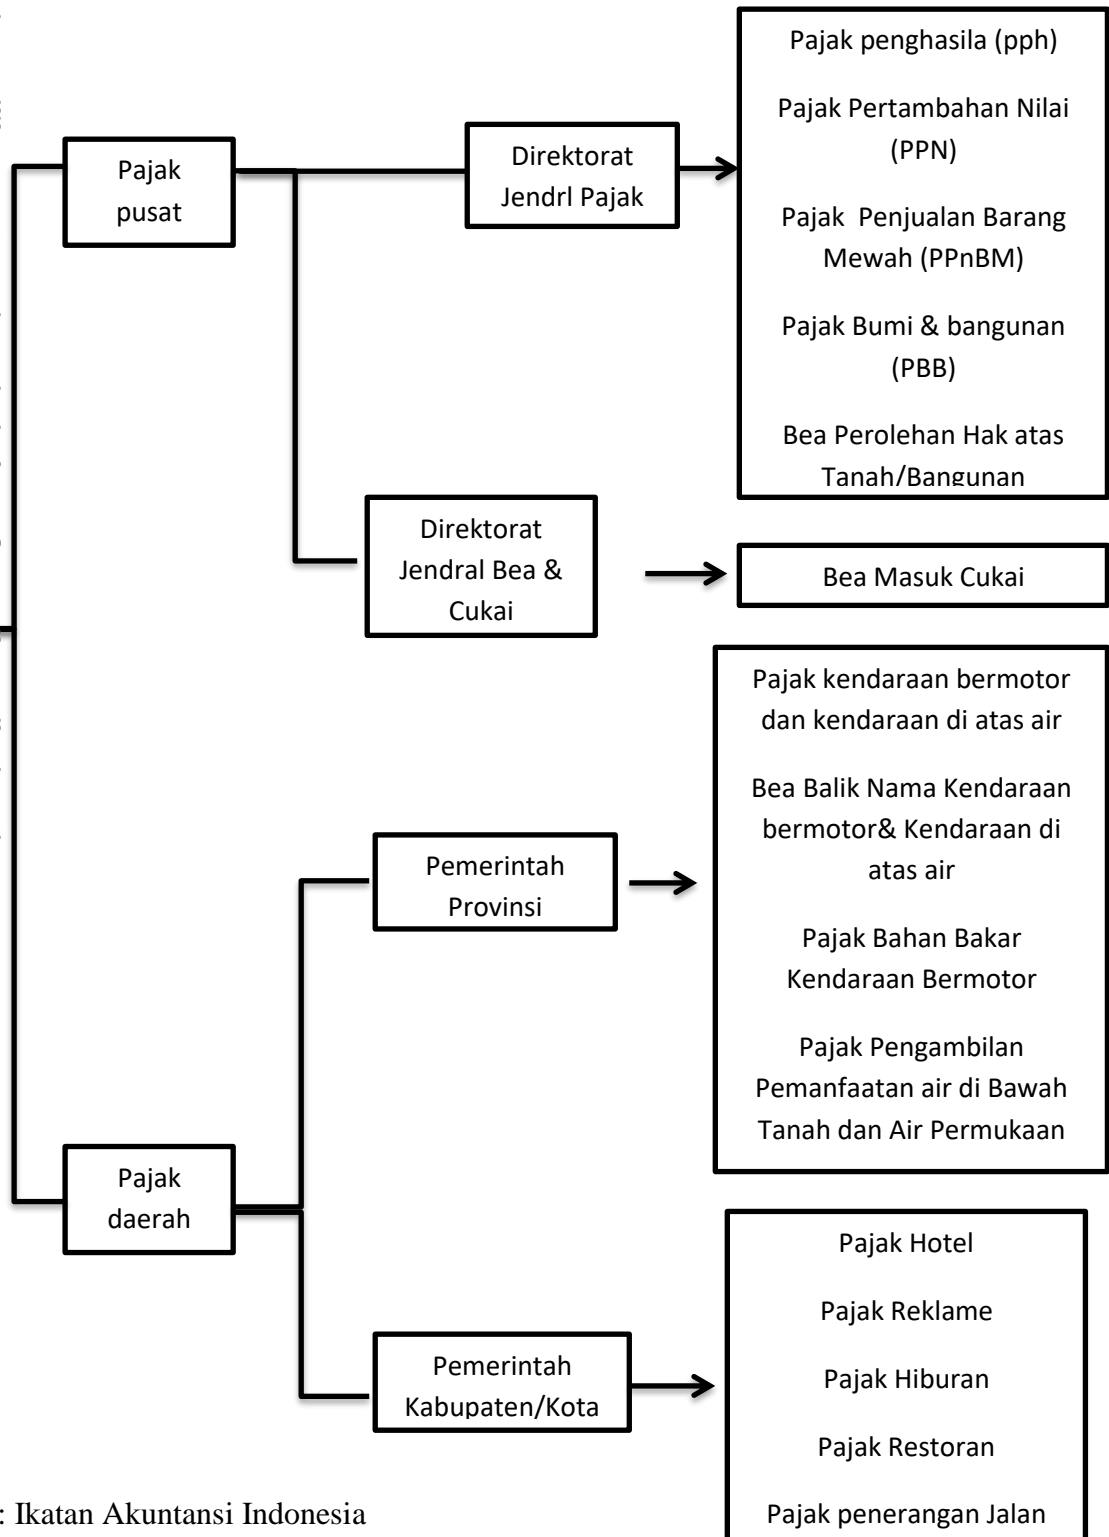 Pajak penghasila (pph)
Pajak Pertambahan Nilai
(PPN)
Pajak Penjualan Barang
Mewah (PPnBM)
Pajak Bumi & bangunan
(PBB)
Bea Perolehan Hak atas
Tanah/Bangunan
Direktorat
Jendrl Pajak
Pajak
pusat
Direktorat
Jendral Bea &
Cukai
Bea Masuk Cukai
Pajak kendaraan bermotor
dan kendaraan di atas air
Bea Balik Nama Kendaraan
bermotor& Kendaraan di
atas air
Pajak Bahan Bakar
Kendaraan Bermotor
Pajak Pengambilan
Pemanfaatan air di Bawah
Tanah dan Air Permukaan
Pemerintah
Provinsi
Pajak
daerah
Pemerintah
Kabupaten/Kota
Pajak Hotel
Pajak Reklame
Pajak Hiburan
Pajak Restoran
Pajak penerangan Jalan
: Ikatan Akuntansi Indonesia